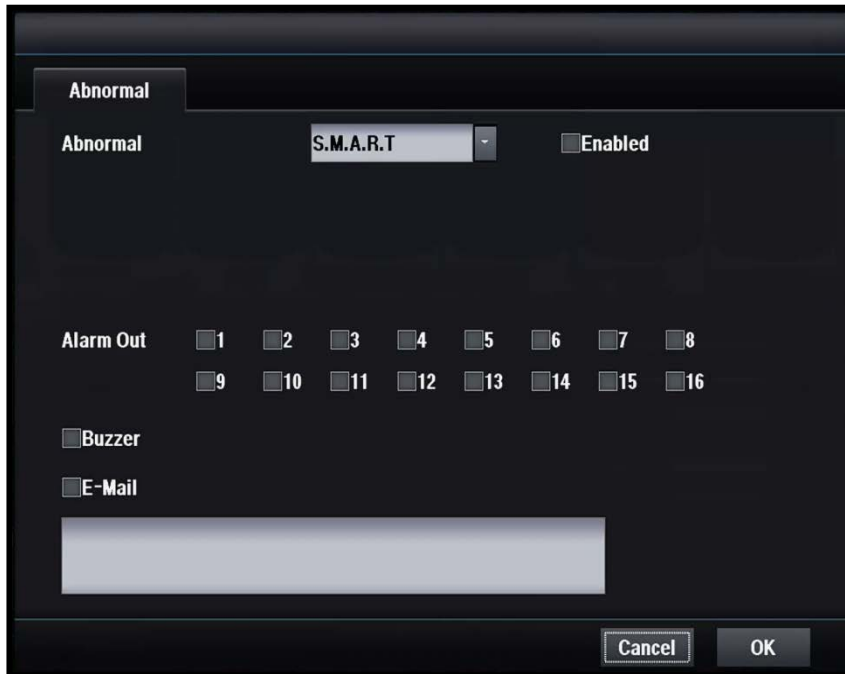 Abnormal
Abnormal S.M.A.R.T Enabled
Alarm Out 1 2 3 4 5 6 7 8
9 10 11 12 13 14 15 16
Buzzer
E-Mail
Cancel OK